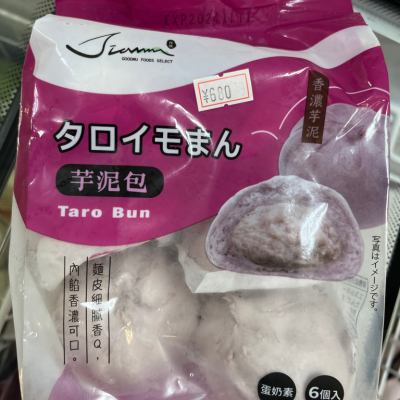 GOODWU FOODS SELECT
¥680
香濃芋泥
タロイモまん
芋泥包
Taro Bun
写真はイメージです。
麵皮細膩香Q，
內餡香濃可口。
蛋奶素
6個入